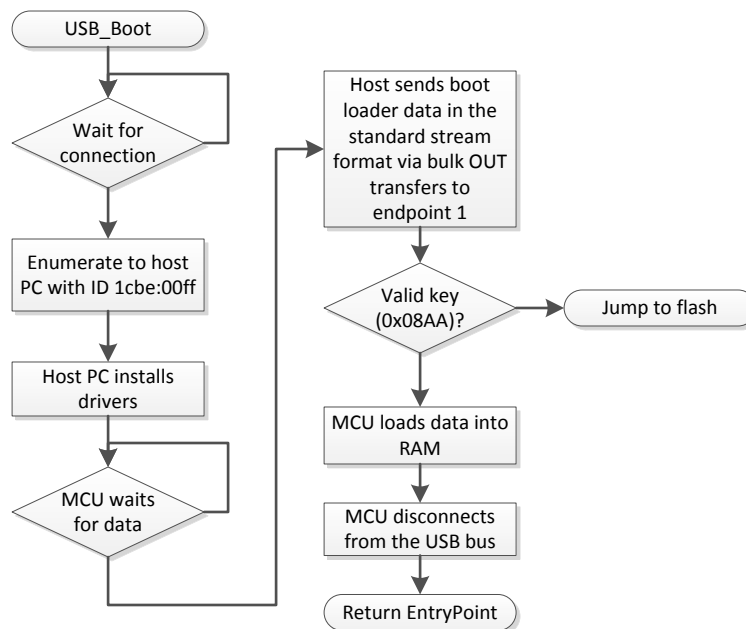 USB_Boot
Wait for
connection
Enumerate to host
PC with ID 1cbe:00ff
Host PC installs
drivers
MCU waits
for data
Host sends boot
loader data in the
standard stream
format via bulk OUT
transfers to
endpoint 1
Valid key
(0x08AA)?
Jump to flash
MCU loads data into
RAM
MCU disconnects
from the USB bus
Return EntryPoint